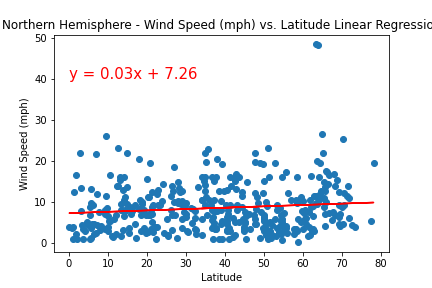 Northern Hemisphere - Wind Speed (mph) vs. Latitude Linear Regressio
50
40
30
20
10
0
y = 0.03x + 7.26
Wind Speed (mph)
0 10 20 30 40 50 60 70 80
Latitude